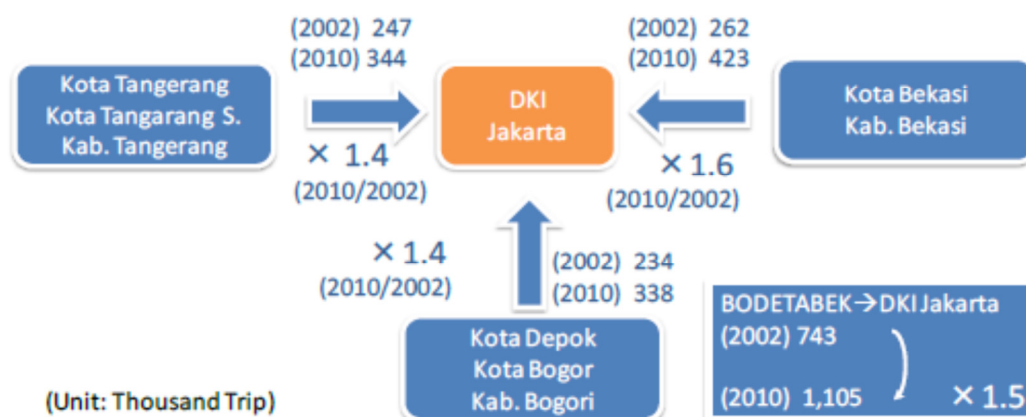 (2002) 247
(2010) 344
(2002) 262
(2010) 423
Kota Tangerang
Kota Tangarang S.
Kab. Tangerang
DKI
Jakarta
Kota Bekasi
Kab. Bekasi
× 1.4
(2010/2002)
× 1.6
(2010/2002)
× 1.4
(2010/2002)
(2002) 234
(2010) 338
Kota Depok
Kota Bogor
Kab. Bogori
BODETABEK→DKI Jakarta
(2002) 743
(2010) 1,105
× 1.5
(Unit: Thousand Trip)